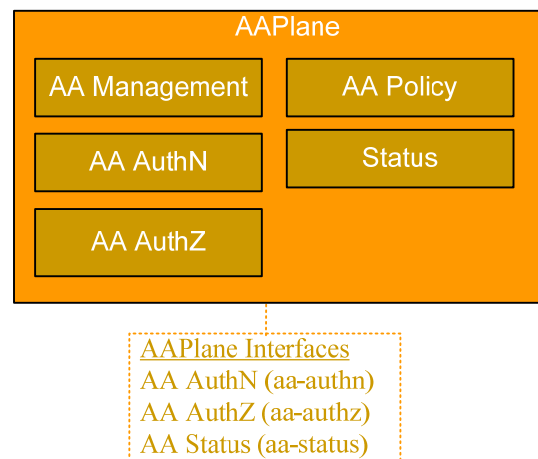 AAPlane
AA Management
AA Policy
AA AuthN
Status
AA AuthZ
AAPlane Interfaces
AA AuthN (aa-authn)
AA AuthZ (aa-authz)
AA Status (aa-status)